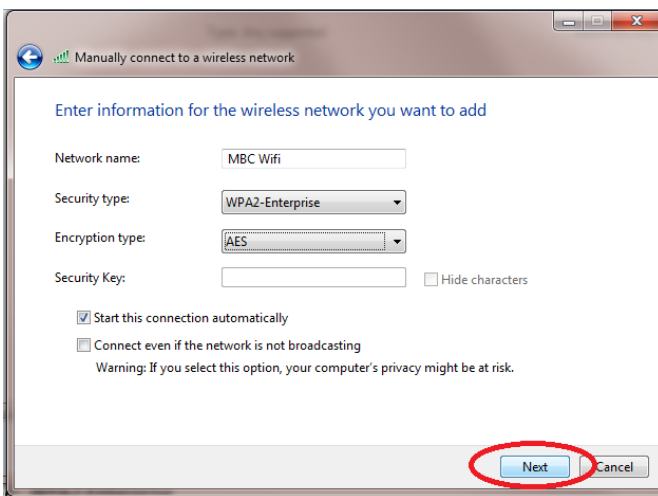 Manually connect to a wireless network
Enter information for the wireless network you want to add
Network name: MBC Wifi
Security type: WPA2-Enterprise
Encryption type: AES
Security Key:
Hide characters
Start this connection automatically
Connect even if the network is not broadcasting
Warning: If you select this option, your computer's privacy might be at risk.
Next Cancel